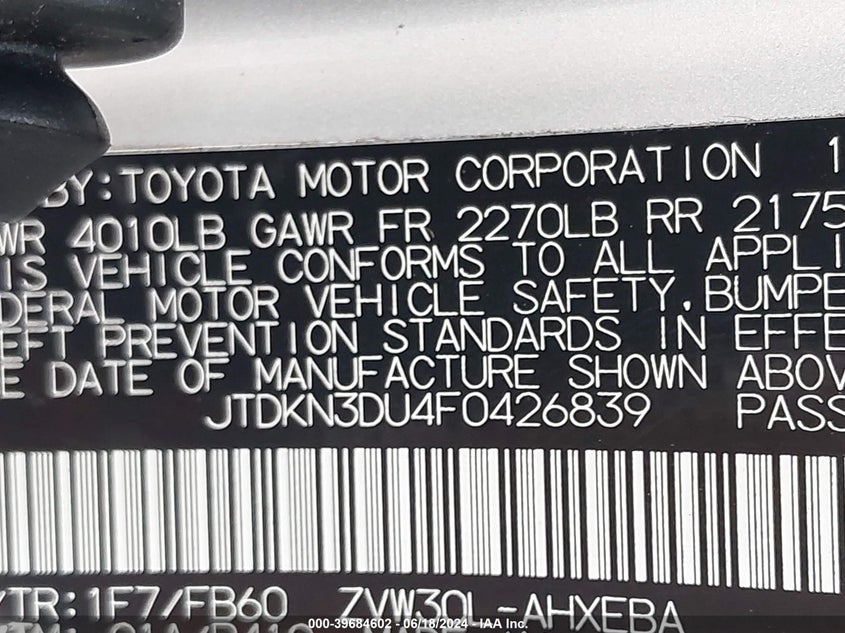 BY: TOYOTA MOTOR CORPORATION 1
WR 4010LB GAWR FR 2270LB RR 2175
IS VEHICLE CONFORMS TO ALL APPLI
DERAL MOTOR VEHICLE SAFETY, BUMPE
EFT PREVENTION STANDARDS IN EFFE
E DATE OF MANUFACTURE SHOWN ABOV
JTDKN3DU4F0426839 PASS
/TR: 1F7/FB60 ZVW30L-AHXEBA
000-39684602 - 06/18/2024 - IAA Inc.